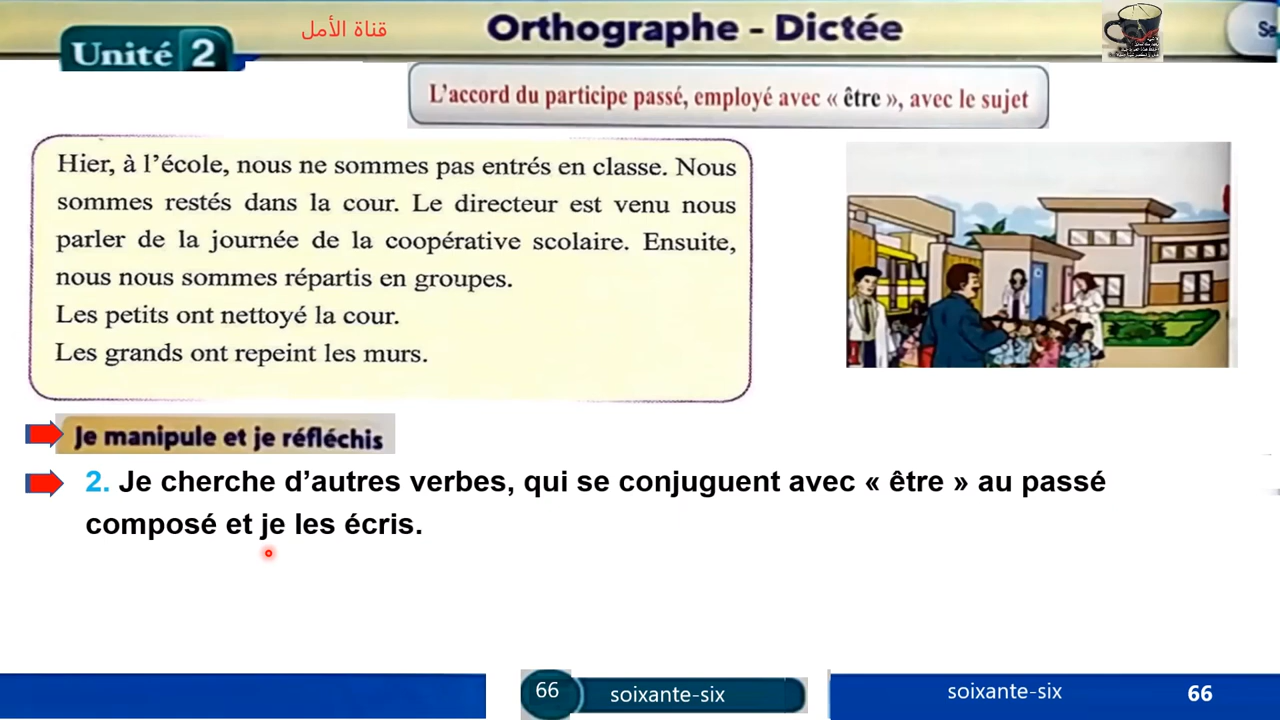 Unité 2
قناة الأمل
Orthographe - Dictée
L'accord du participe passé, employé avec « être », avec le sujet
Hier, à l'école, nous ne sommes pas entrés en classe. Nous
sommes restés dans la cour. Le directeur est venu nous
parler de la journée de la coopérative scolaire. Ensuite,
nous nous sommes répartis en groupes.
Les petits ont nettoyé la cour.
Les grands ont repeint les murs.
Je manipule et je réfléchis
2. Je cherche d'autres verbes, qui se conjuguent avec « être » au passé
composé et je les écris.
66 soixante-six
soixante-six 66